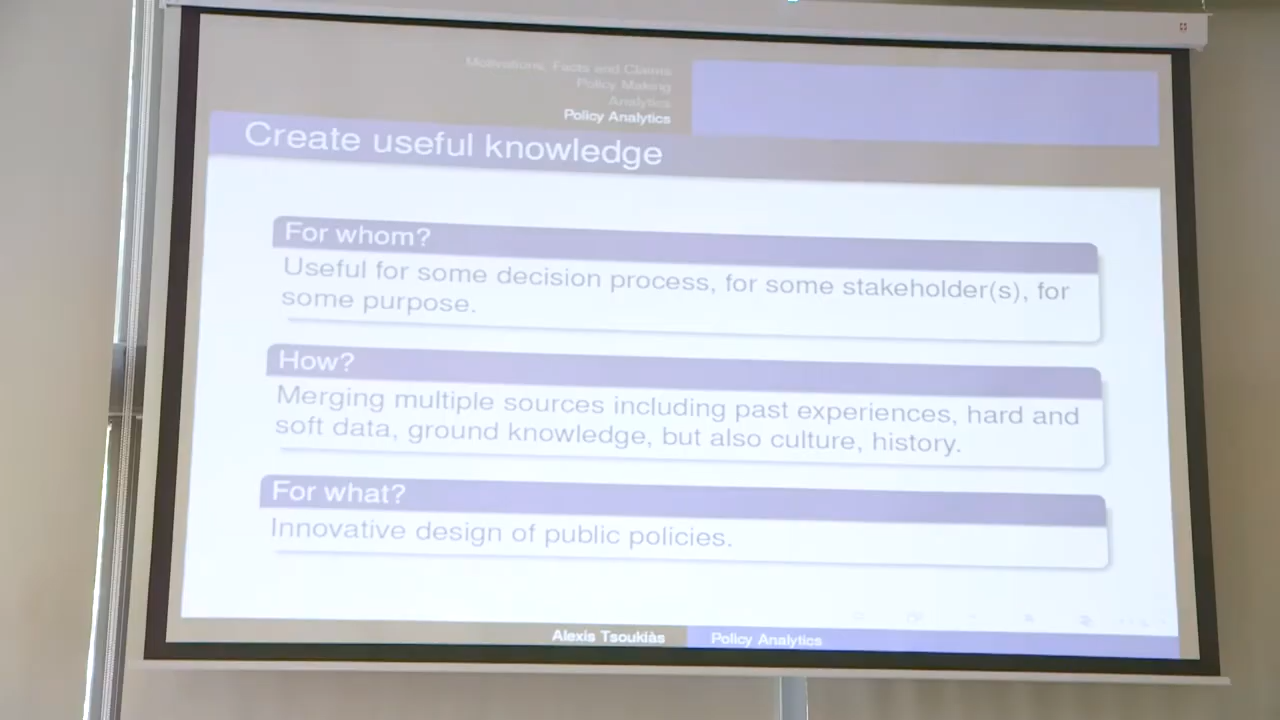 Motivations, Facts and Claims
Policy Making
Analytics
Policy Analytics
Create useful knowledge
For whom?
Useful for some decision process, for some stakeholder(s), for
some purpose.
How?
Merging multiple sources including past experiences, hard and
soft data, ground knowledge, but also culture, history.
For what?
Innovative design of public policies.
Alexis Tsoukiàs
Policy Analytics